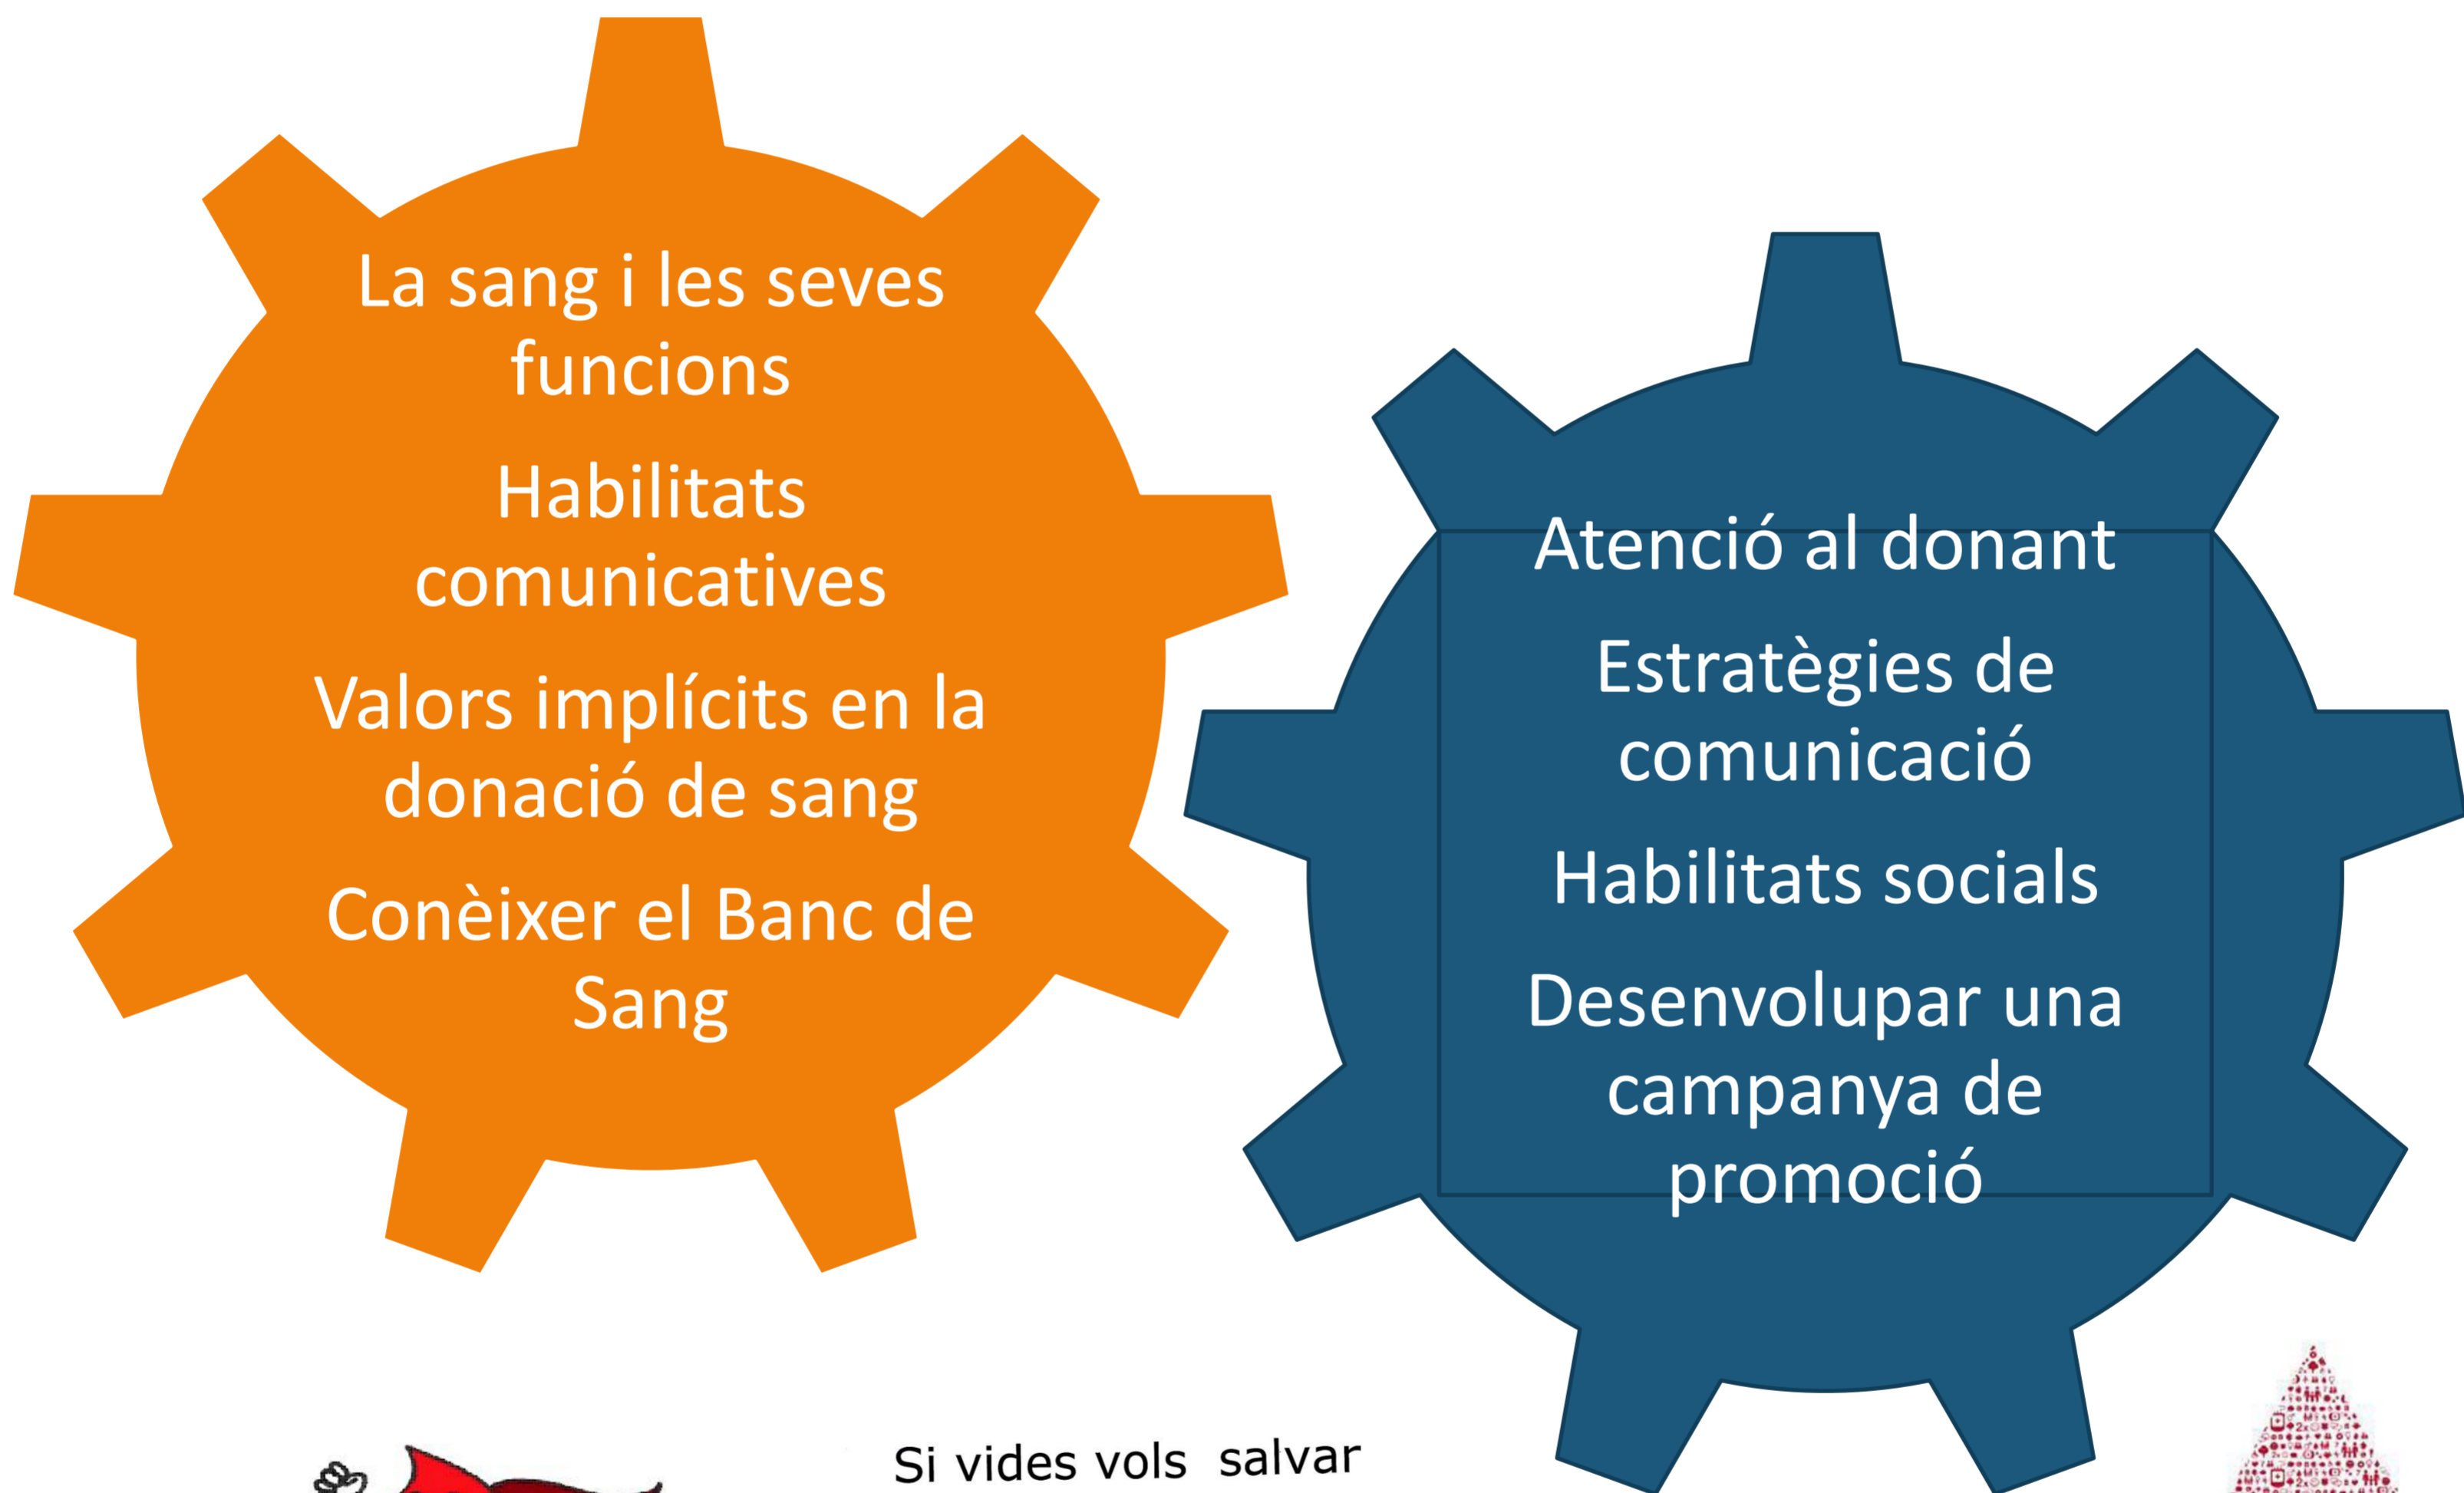 La sang i les seves
funcions
Habilitats
comunicatives
Valors implícits en la
donació de sang
Conèixer el Banc de
Sang
Atenció al donant
Estratègies de
comunicació
Habilitats socials
Desenvolupar una
campanya de
promoció
Si vides vols salvar